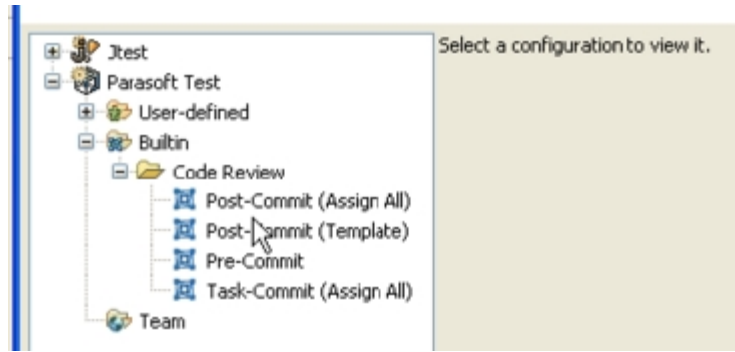 Jtest
Select a configuration to view it.
Parasoft Test
User-defined
Builtin
Code Review
Post-Commit (Assign All)
Post-Commit (Template)
Pre-Commit
Task-Commit (Assign All)
Team